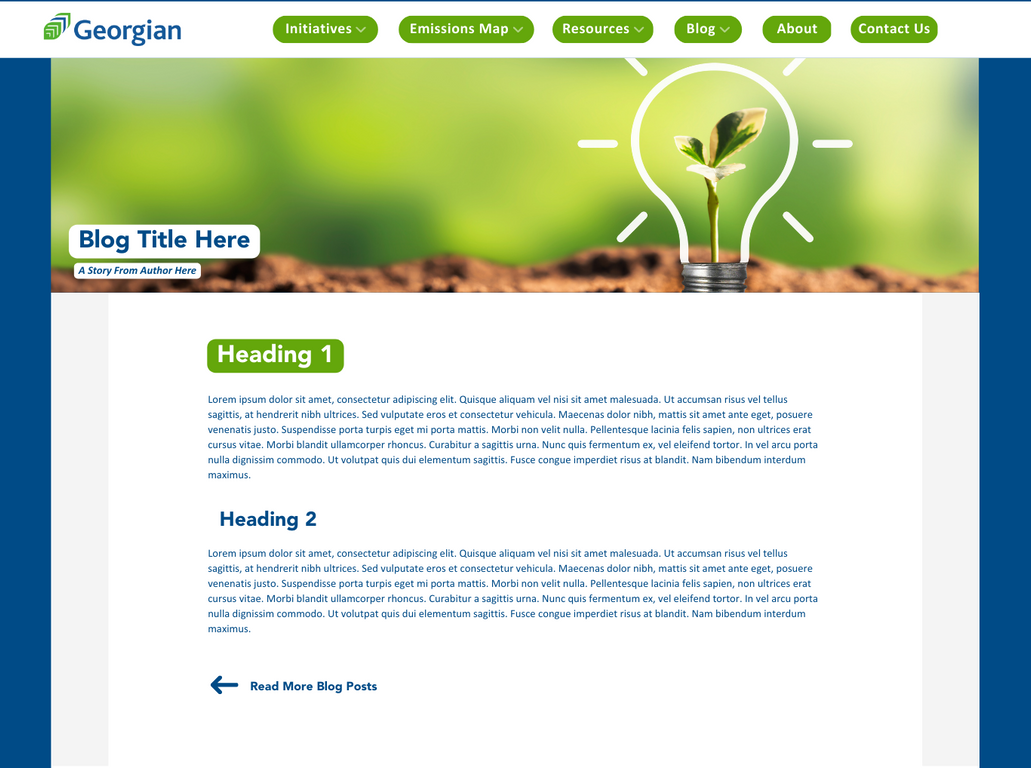 Georgian
Initiatives
Emissions Map
Resources
Blog
About
Contact Us
Blog Title Here
A Story From Author Here
Heading 1
Lorem ipsum dolor sit amet, consectetur adipiscing elit. Quisque aliquam vel nisi sit amet malesuada. Ut accumsan risus vel tellus
sagittis, at hendrerit nibh ultrices. Sed vulputate eros et consectetur vehicula. Maecenas dolor nibh, mattis sit amet ante eget, posuere
venenatis justo. Suspendisse porta turpis eget mi porta mattis. Morbi non velit nulla. Pellentesque lacinia felis sapien, non ultrices erat
cursus vitae. Morbi blandit ullamcorper rhoncus. Curabitur a sagittis urna. Nunc quis fermentum ex, vel eleifend tortor. In vel arcu porta
nulla dignissim commodo. Ut volutpat quis dui elementum sagittis. Fusce congue imperdiet risus at blandit. Nam bibendum interdum
maximus.
Heading 2
Lorem ipsum dolor sit amet, consectetur adipiscing elit. Quisque aliquam vel nisi sit amet malesuada. Ut accumsan risus vel tellus
sagittis, at hendrerit nibh ultrices. Sed vulputate eros et consectetur vehicula. Maecenas dolor nibh, mattis sit amet ante eget, posuere
venenatis justo. Suspendisse porta turpis eget mi porta mattis. Morbi non velit nulla. Pellentesque lacinia felis sapien, non ultrices erat
cursus vitae. Morbi blandit ullamcorper rhoncus. Curabitur a sagittis urna. Nunc quis fermentum ex, vel eleifend tortor. In vel arcu porta
nulla dignissim commodo. Ut volutpat quis dui elementum sagittis. Fusce congue imperdiet risus at blandit. Nam bibendum interdum
maximus.
Read More Blog Posts